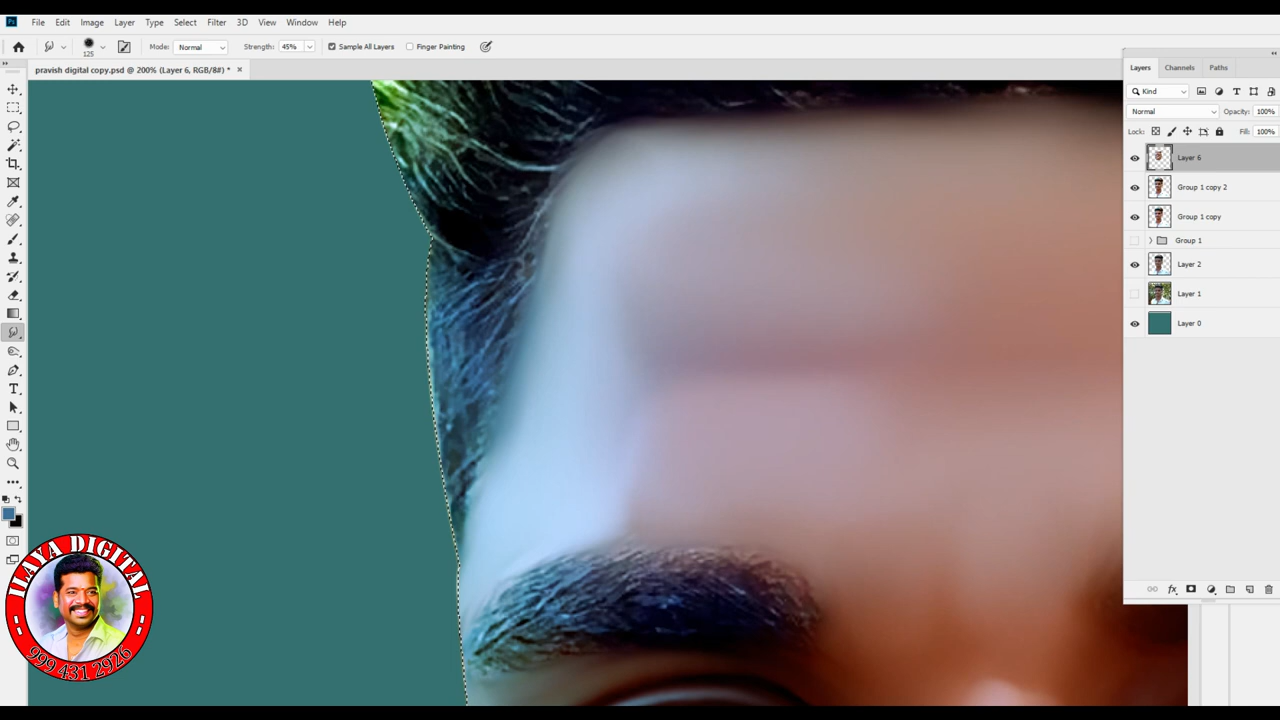 File Edit Image Layer Type Select Filter 3D View Window Help
125 Mode: Normal Strength: 45% Sample All Layers Finger Painting
pravish digital copy.psd @ 200% (Layer 6, RGB/8#) *
Layers Channels Paths
Kind
Normal Opacity: 100%
Lock: Fill: 100%
Layer 6
Group 1 copy 2
Group 1 copy
Group 1
Layer 2
Layer 1
Layer 0
fx
ILAYA DIGITAL
999 431 2926